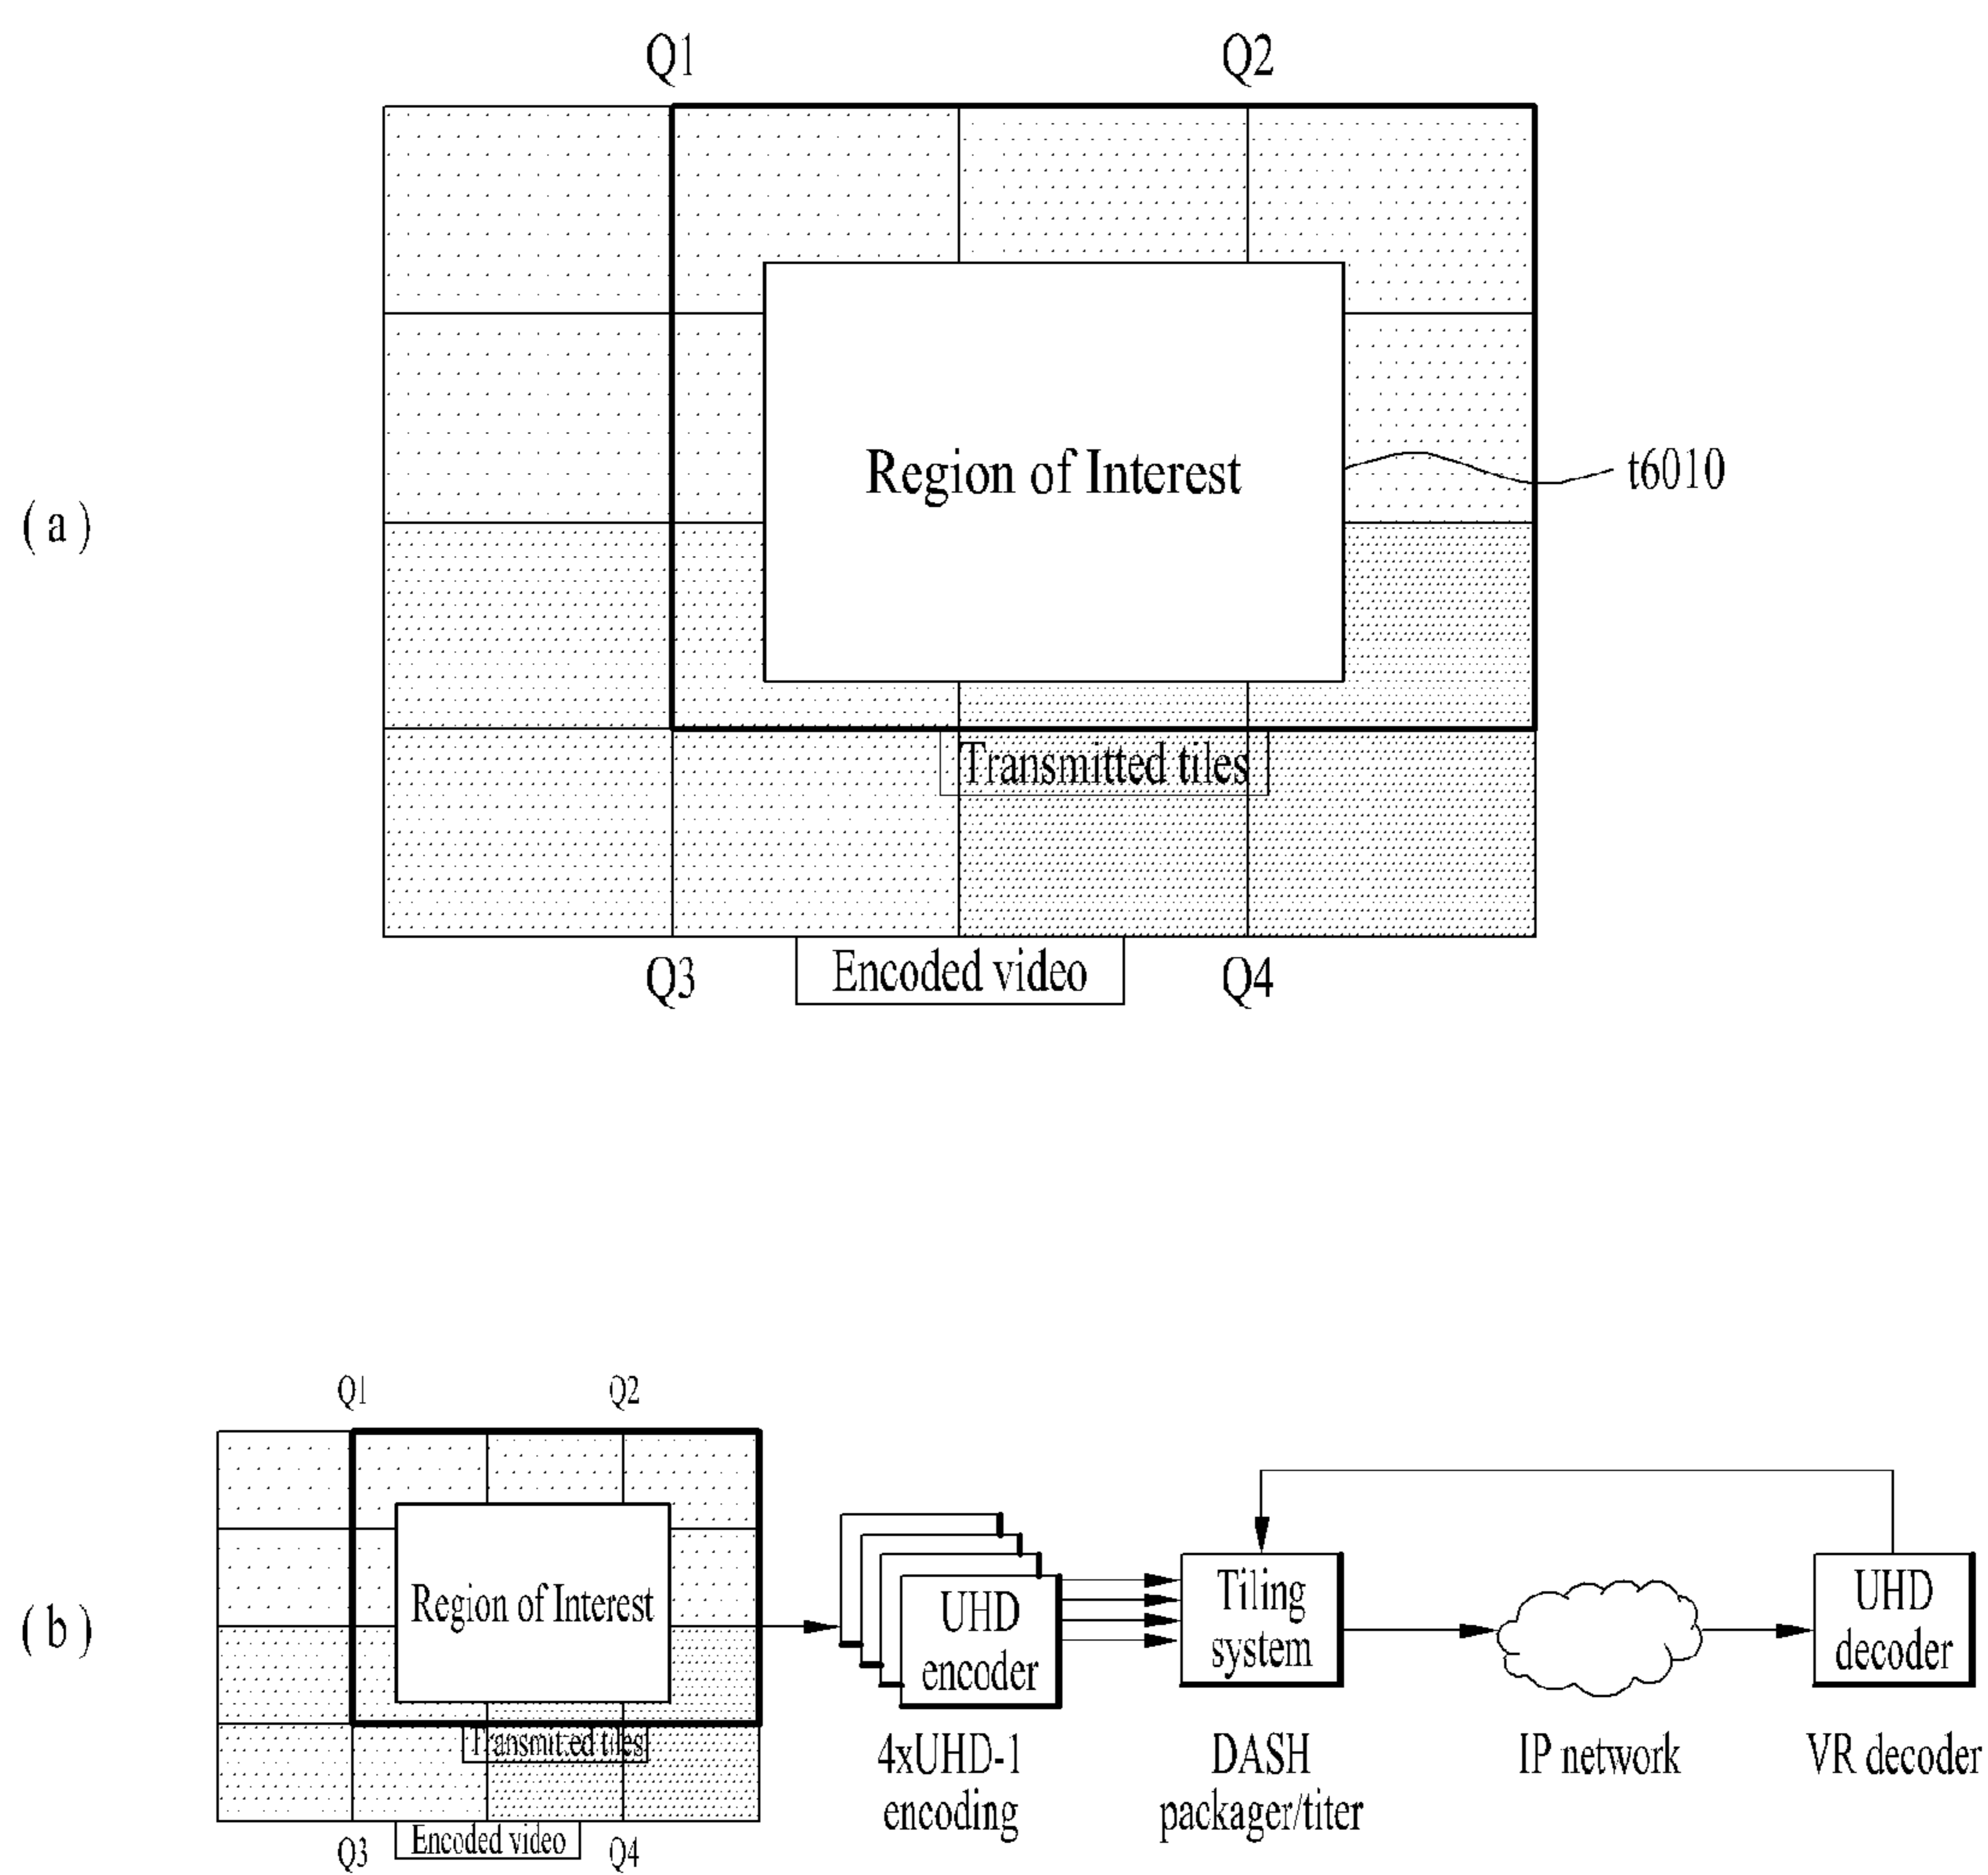 Q1
Q2
Region of Interest
t6010
( a )
Transmitted tiles
Q3
Encoded video
Q4
Q1
Q2
Region of Interest
( b )
UHD
encoder
Tiling
system
UHD
decoder
Transmitted tiles
4xUHD-1
encoding
DASH
packager/titer
IP network
VR decoder
Q3
Encoded video
Q4